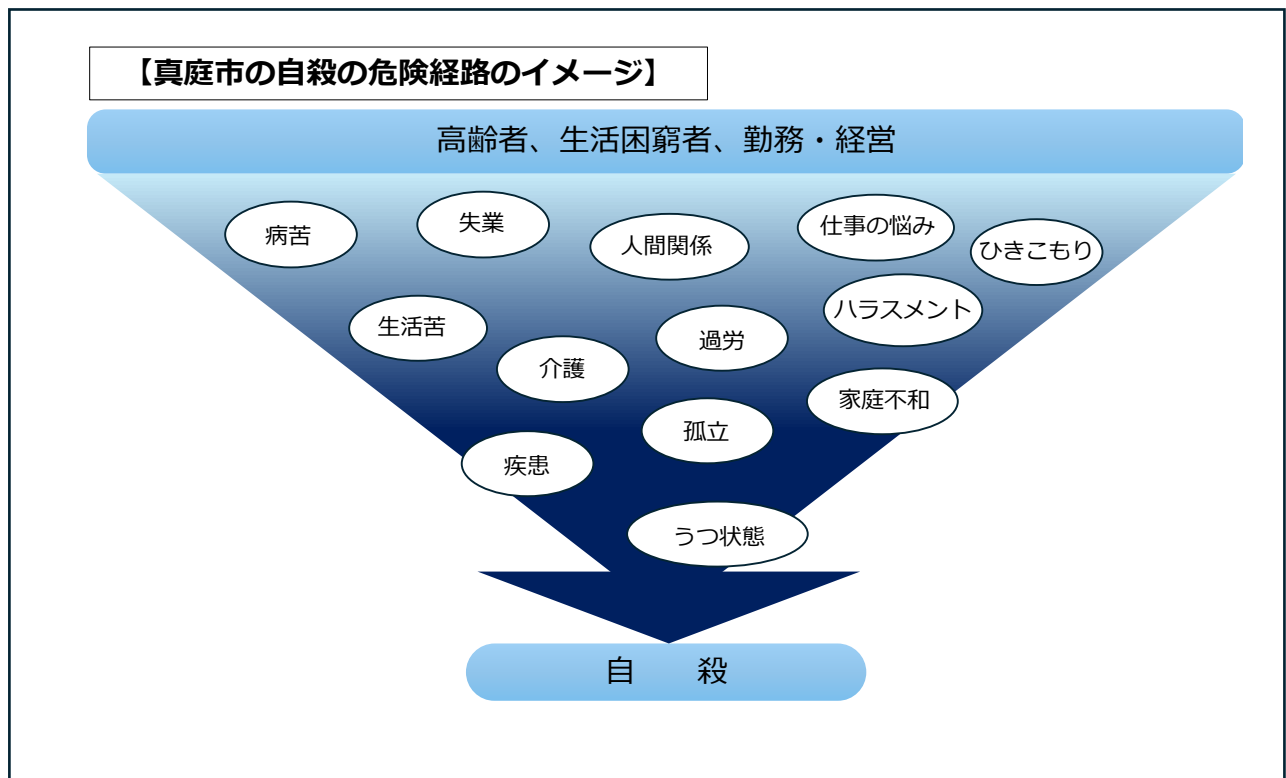 【真庭市の自殺の危険経路のイメージ】
高齢者、生活困窮者、勤務・経営
病苦
失業
人間関係
仕事の悩み
ひきこもり
生活苦
介護
過労
ハラスメント
家庭不和
孤立
疾患
うつ状態
自　　殺